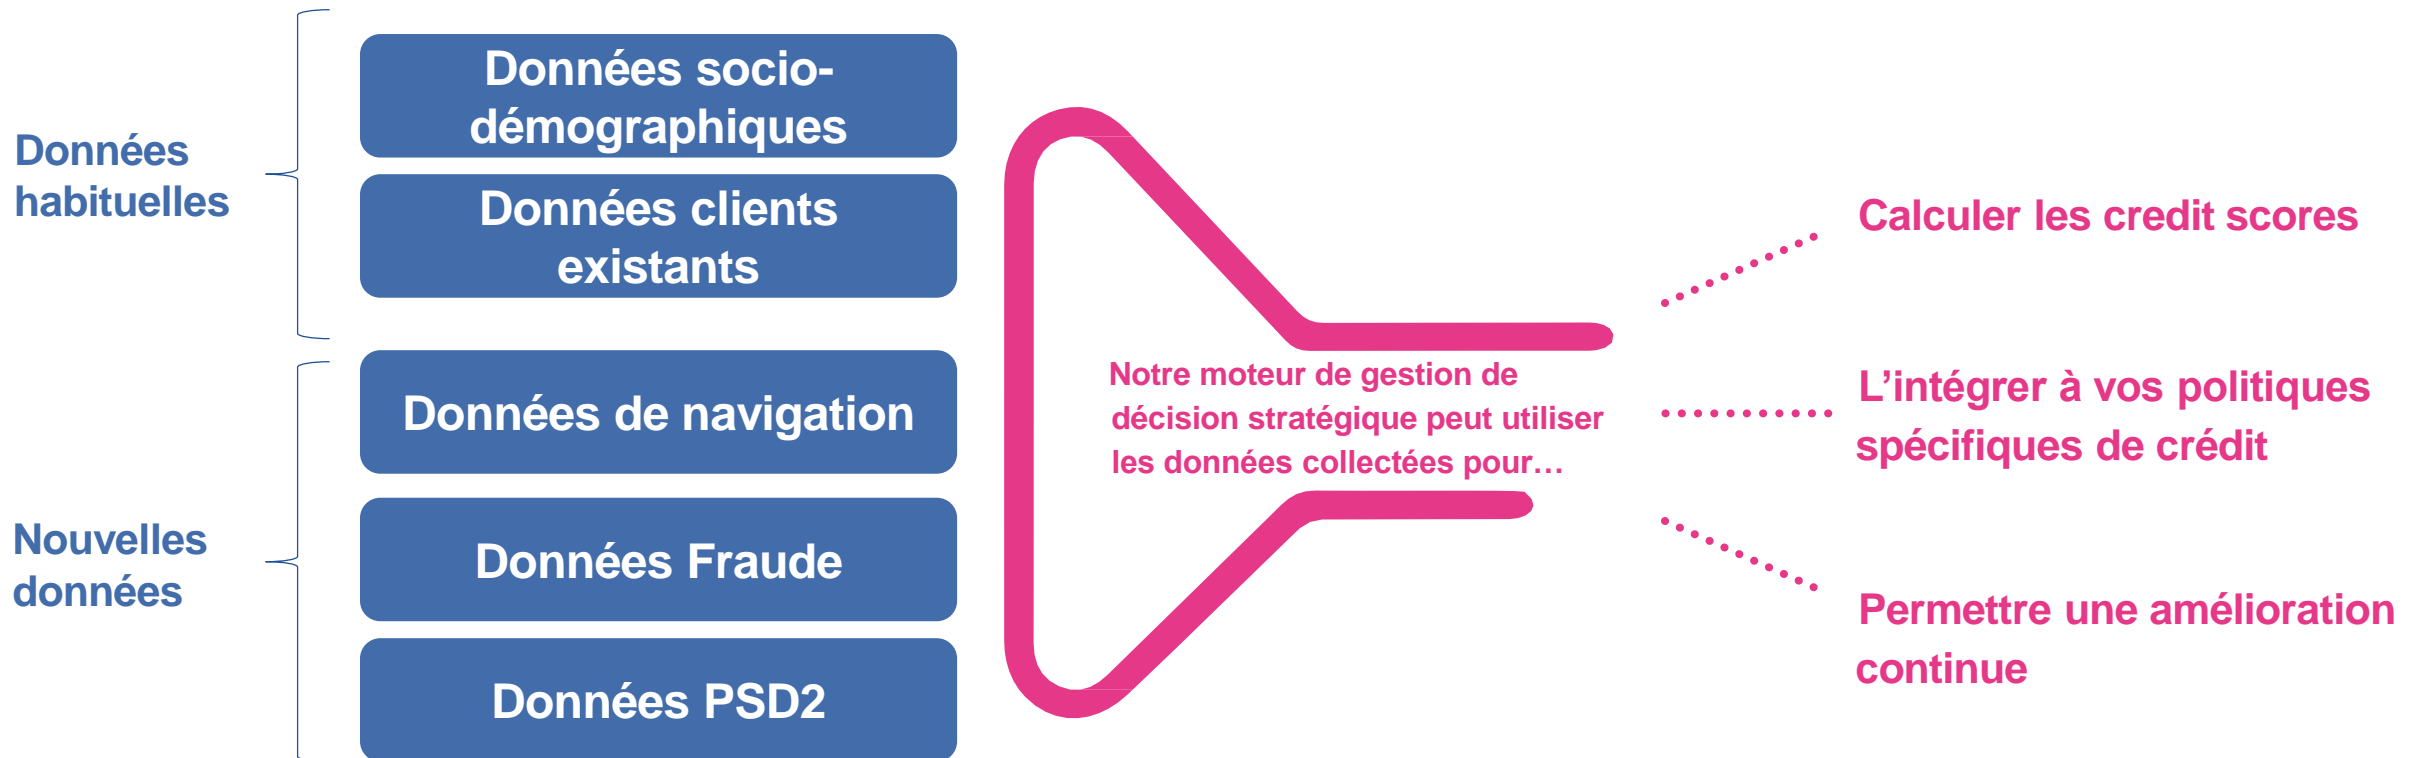 Données
habituelles
Données socio-
démographiques
Données clients
existants
Nouvelles
données
Données de navigation
Données Fraude
Données PSD2
Notre moteur de gestion de
décision stratégique peut utiliser
les données collectées pour…
Calculer les credit scores
L’intégrer à vos politiques
spécifiques de crédit
Permettre une amélioration
continue